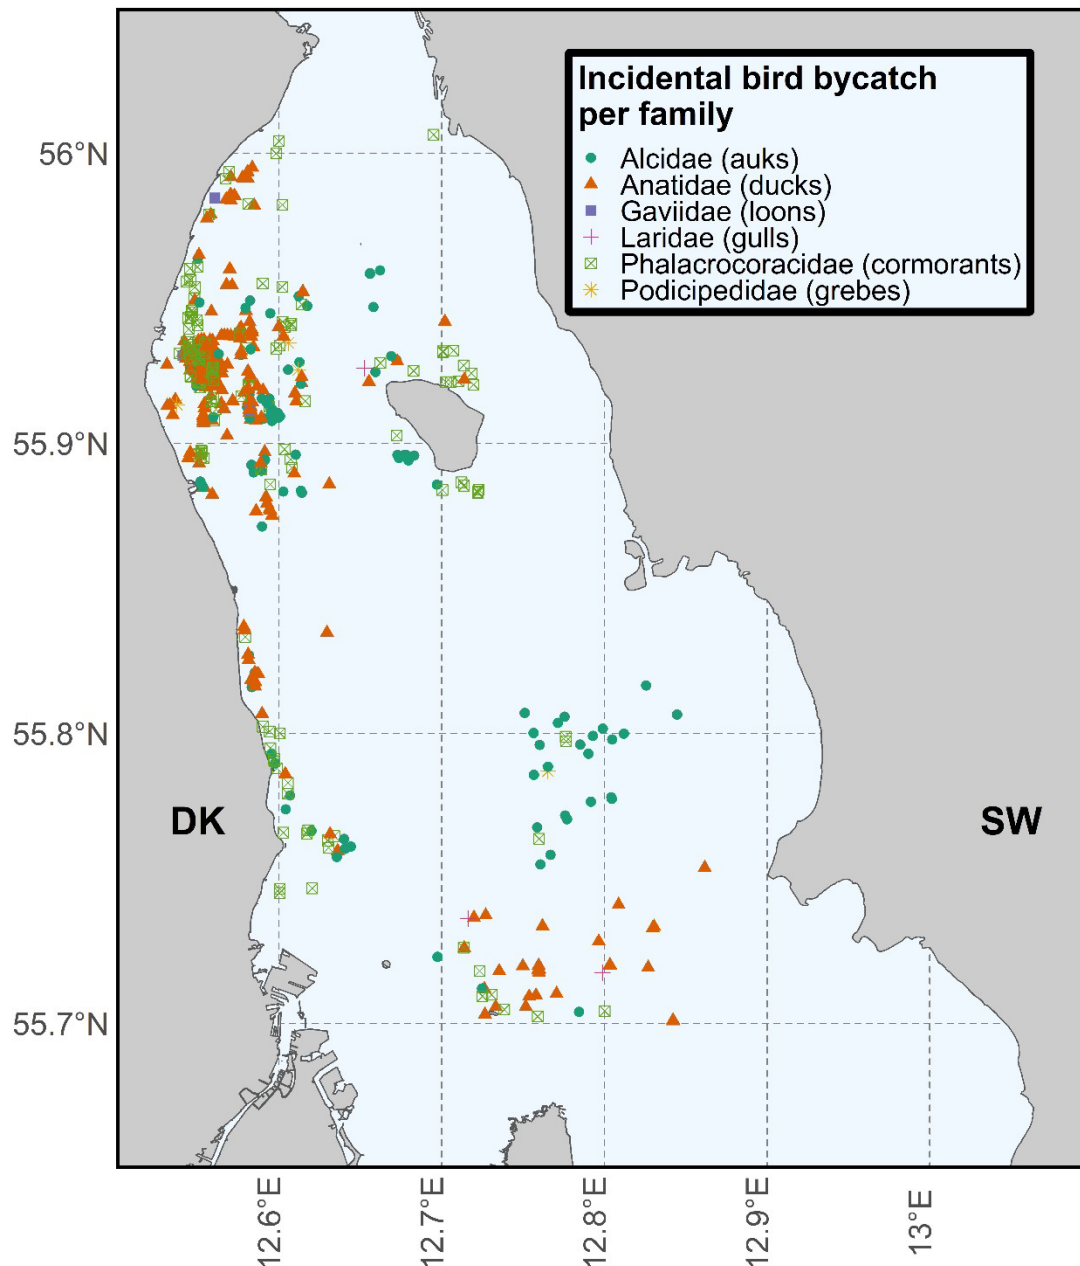 Incidental bird bycatch
per family
Alcidae (auks)
Anatidae (ducks)
Gaviidae (loons)
Laridae (gulls)
Phalacrocoracidae (cormorants)
Podicipedidae (grebes)
56°N
55.9°N
55.8°N
55.7°N
DK
SW
12.6°E
12.7°E
12.8°E
12.9°E
13°E